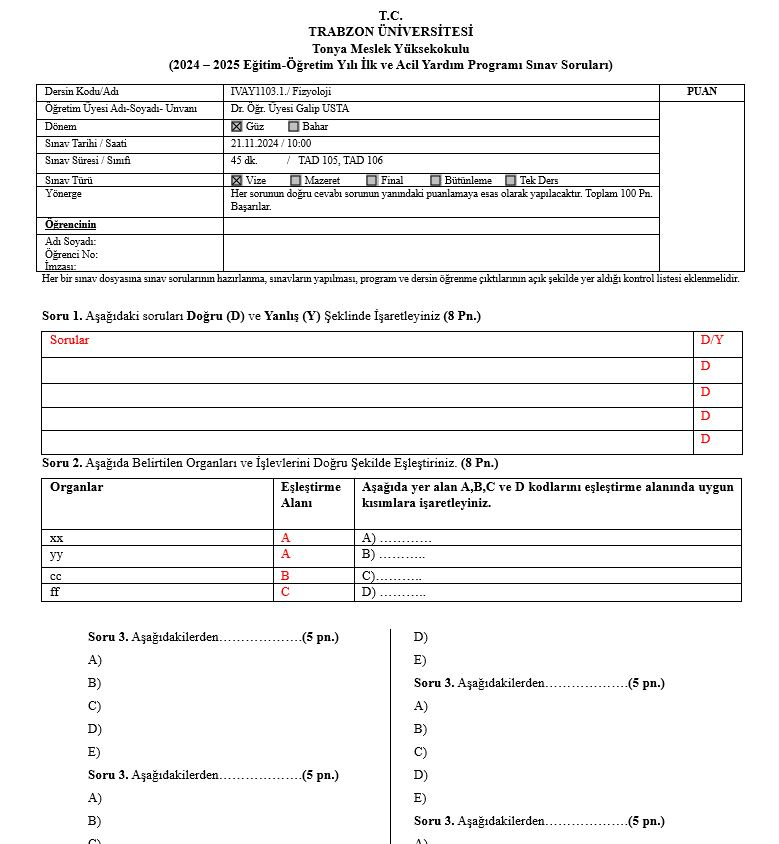 T.C.
TRABZON ÜNİVERSİTESİ
Tonya Meslek Yüksekokulu
(2024 – 2025 Eğitim-Öğretim Yılı İlk ve Acil Yardım Programı Sınav Soruları)
Dersin Kodu/Adı IVAY1103.1./ Fizyoloji PUAN
Öğretim Üyesi Adı-Soyadı- Unvanı Dr. Öğr. Üyesi Galip USTA
Dönem Güz Bahar
Sınav Tarihi / Saati 21.11.2024 / 10:00
Sınav Süresi / Sınıfı 45 dk. / TAD 105, TAD 106
Sınav Türü Vize Mazeret Final Bütünleme Tek Ders
Yönerge Her sorunun doğru cevabı sorunun yanındaki puanlamaya esas olarak yapılacaktır. Toplam 100 Pn.
Başarılar.
Öğrencinin
Adı Soyadı:
Öğrenci No:
İmzası:
Her bir sınav dosyasına sınav sorularının hazırlanma, sınavların yapılması, program ve dersin öğrenme çıktılarının açık şekilde yer aldığı kontrol listesi eklenmelidir.
Soru 1. Aşağıdaki soruları Doğru (D) ve Yanlış (Y) Şeklinde İşaretleyiniz (8 Pn.)
Sorular D/Y
D
D
D
D
Soru 2. Aşağıda Belirtilen Organları ve İşlevlerini Doğru Şekilde Eşleştiriniz. (8 Pn.)
Organlar Eşleştirme Aşağıda yer alan A,B,C ve D kodlarını eşleştirme alanında uygun
Alanı kısımlara işaretleyiniz.
xx A A) …………
yy A B) ………..
cc B C)………..
ff C D) ………..
Soru 3. Aşağıdakilerden……………….(5 pn.)
A)
B)
C)
D)
E)
Soru 3. Aşağıdakilerden……………….(5 pn.)
A)
B)
C)
D)
E)
Soru 3. Aşağıdakilerden……………….(5 pn.)
A)
B)
C)
D)
E)
Soru 3. Aşağıdakilerden……………….(5 pn.)
A)